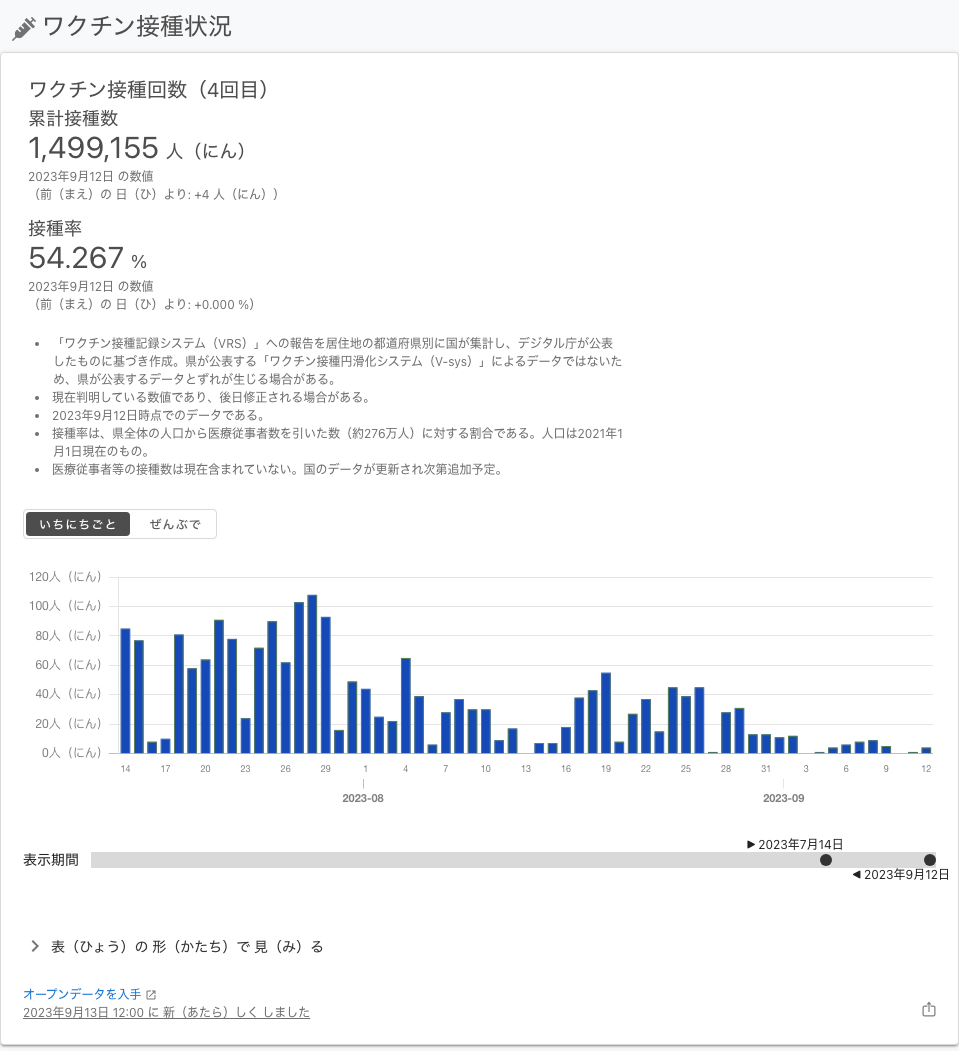 ワクチン接種状況
ワクチン接種回数（4回目）
累計接種数
1,499,155 人（にん）
2023年9月12日 の数値
（前（まえ）の 日（ひ）より: +4 人（にん））
接種率
54.267 %
2023年9月12日 の数値
（前（まえ）の 日（ひ）より: +0.000 %）
• 「ワクチン接種記録システム（VRS）」への報告を居住地の都道府県別に国が集計し、デジタル庁が公表
したものに基づき作成。県が公表する「ワクチン接種円滑化システム（V-sys）」によるデータではないた
め、県が公表するデータとずれが生じる場合がある。
• 現在判明している数値であり、後日修正される場合がある。
• 2023年9月12日時点でのデータである。
• 接種率は、県全体の人口から医療従事者数を引いた数（約276万人）に対する割合である。人口は2021年1
月1日現在のもの。
• 医療従事者等の接種数は現在含まれていない。国のデータが更新され次第追加予定。
いちにちごと ぜんぶで
120人（にん）
100人（にん）
80人（にん）
60人（にん）
40人（にん）
20人（にん）
0人（にん）
14 17 20 23 26 29 1 4 7 10 13 16 19 22 25 28 31 3 6 9 12
2023-08 2023-09
▶ 2023年7月14日
表示期間
◀ 2023年9月12日
表（ひょう）の 形（かたち）で 見（み）る
オープンデータを入手
2023年9月13日 12:00 に 新（あたら）しく しました